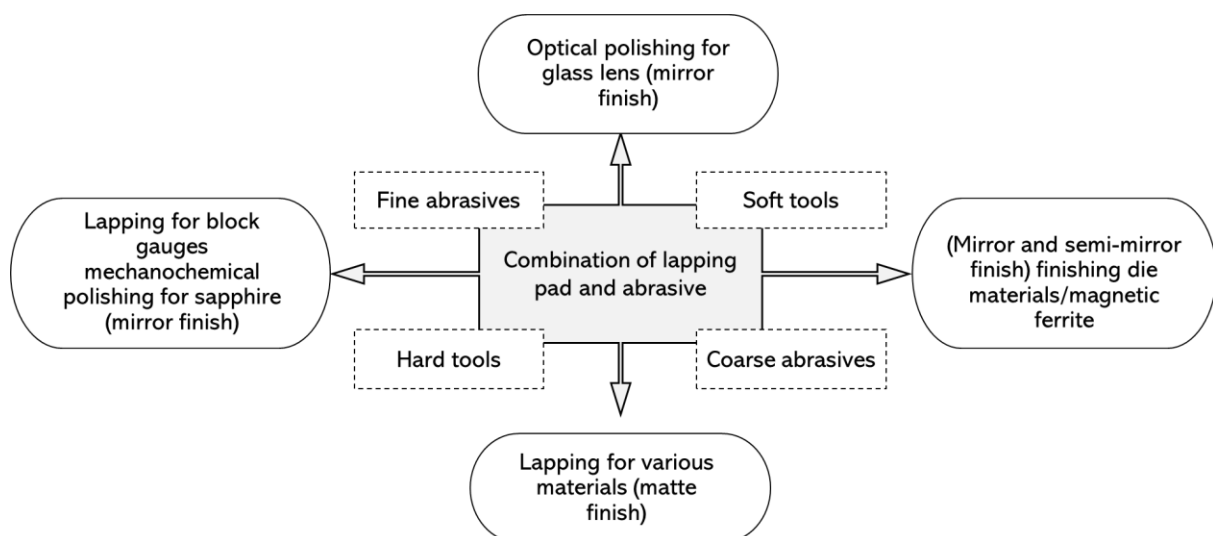 Optical polishing for
glass lens (mirror
finish)
Fine abrasives
Soft tools
Lapping for block
gauges
mechanochemical
polishing for sapphire
(mirror finish)
Combination of lapping
pad and abrasive
(Mirror and semi-mirror
finish) finishing die
materials/magnetic
ferrite
Hard tools
Coarse abrasives
Lapping for various
materials (matte
finish)